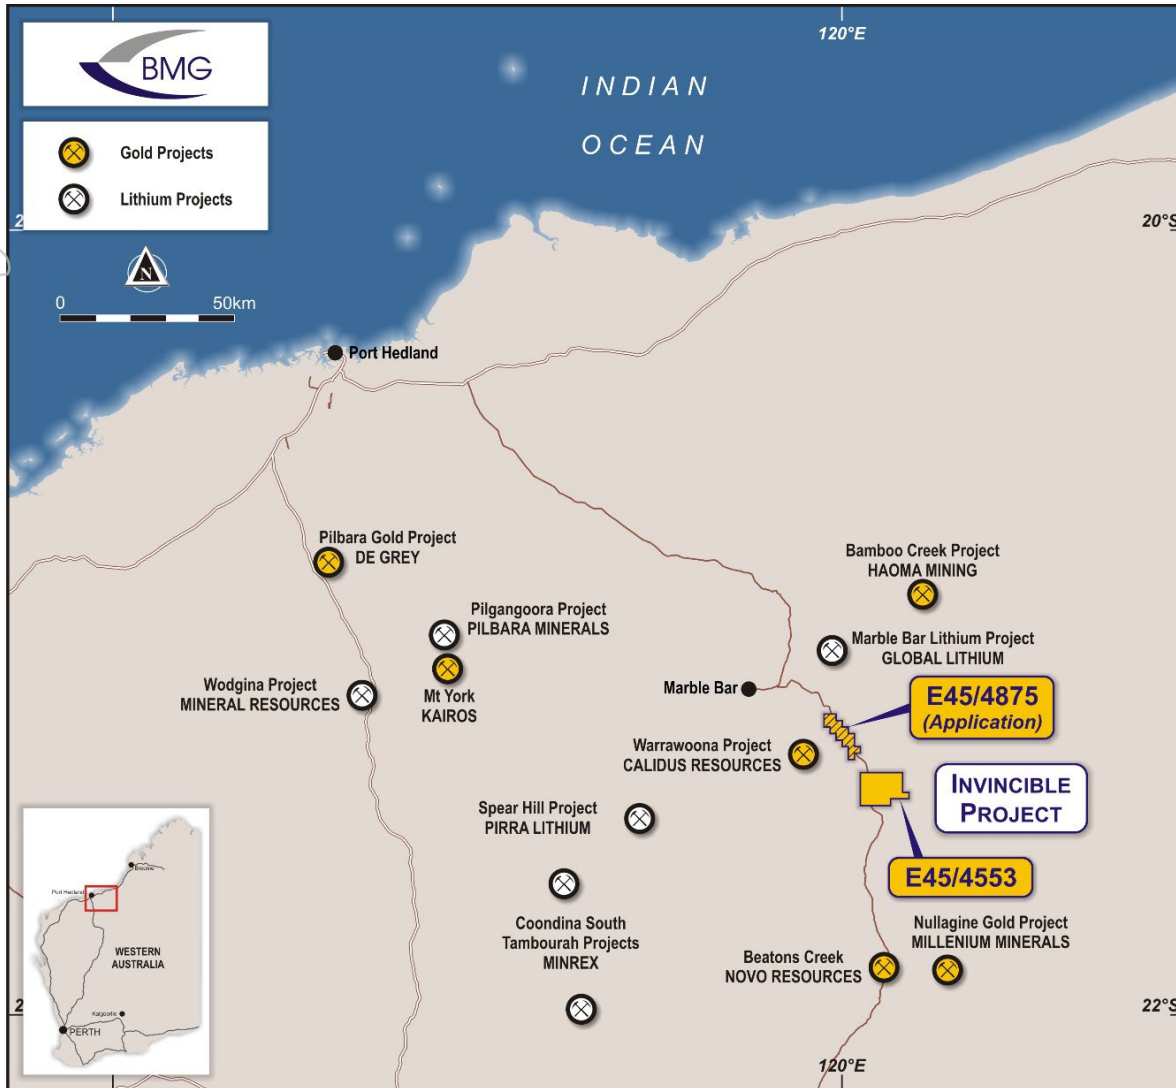 120°E
BMG
INDIAN
OCEAN
Gold Projects
Lithium Projects
20°S
N
0 50km
Port Hedland
Pilbara Gold Project
DE GREY
Bamboo Creek Project
HAOMA MINING
Pilgangoora Project
PILBARA MINERALS
Marble Bar Lithium Project
GLOBAL LITHIUM
Wodgina Project
MINERAL RESOURCES
Mt York
KAIROS
Marble Bar
E45/4875
(Application)
Warrawoona Project
CALIDUS RESOURCES
INVINCIBLE
PROJECT
Spear Hill Project
PIRRA LITHIUM
E45/4553
Coondina South
Tambourah Projects
MINREX
Nullagine Gold Project
MILLENIUM MINERALS
Beatons Creek
NOVO RESOURCES
Broome
Port Hedland
WESTERN
AUSTRALIA
Kalgoorlie
PERTH
22°S
120°E